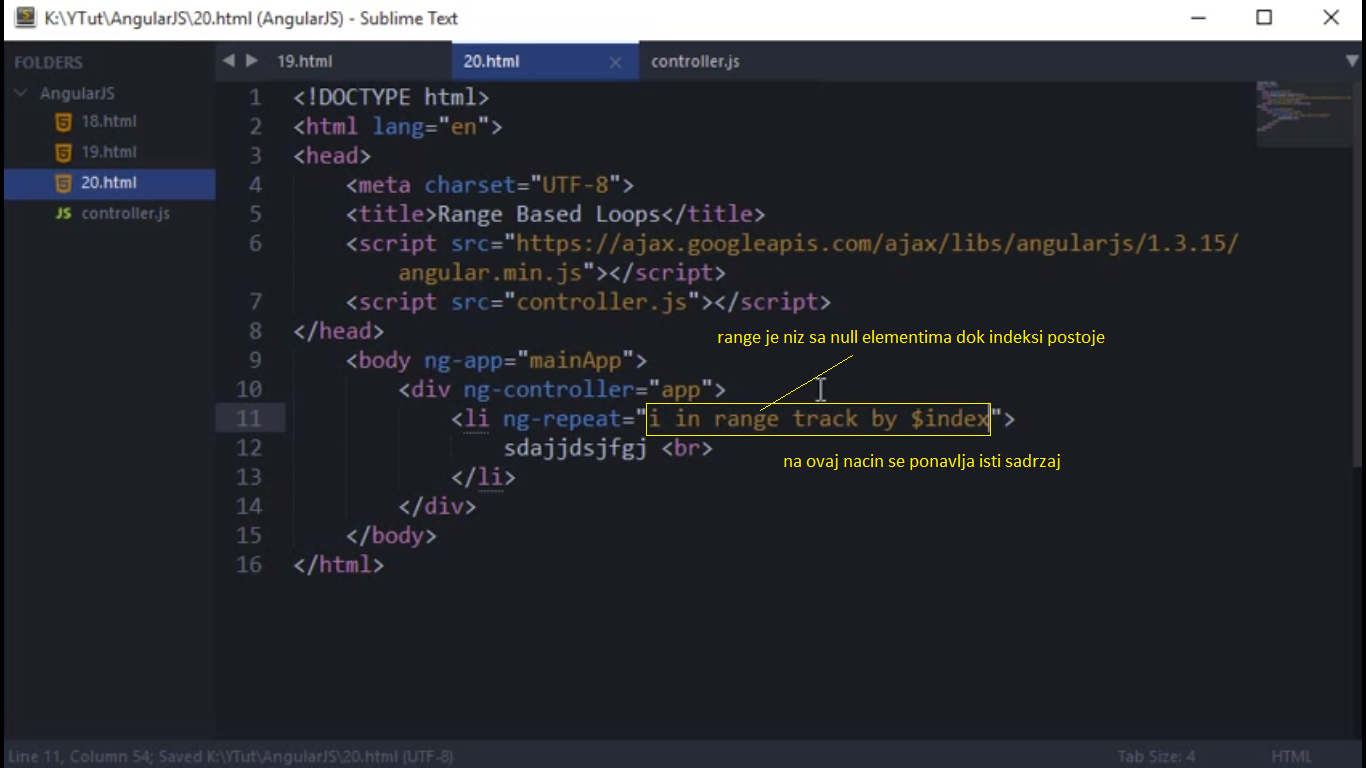 K:\YTut\AngularJS\20.html (AngularJS) - Sublime Text
FOLDERS
AngularJS
18.html
19.html
20.html
JS controller.js
19.html 20.html controller.js
1 <!DOCTYPE html>
2 <html lang="en">
3 <head>
4 <meta charset="UTF-8">
5 <title>Range Based Loops</title>
6 <script src="https://ajax.googleapis.com/ajax/libs/angularjs/1.3.15/
angular.min.js"></script>
7 <script src="controller.js"></script>
8 </head>
range je niz sa null elementima dok indeksi postoje
9 <body ng-app="mainApp">
10 <div ng-controller="app">
11 <li ng-repeat="i in range track by $index">
12 sdajjdsjfgj <br>
na ovaj nacin se ponavlja isti sadrzaj
13 </li>
14 </div>
15 </body>
16 </html>
Line 11, Column 54; Saved K:\YTut\AngularJS\20.html (UTF-8)
Tab Size: 4
HTML